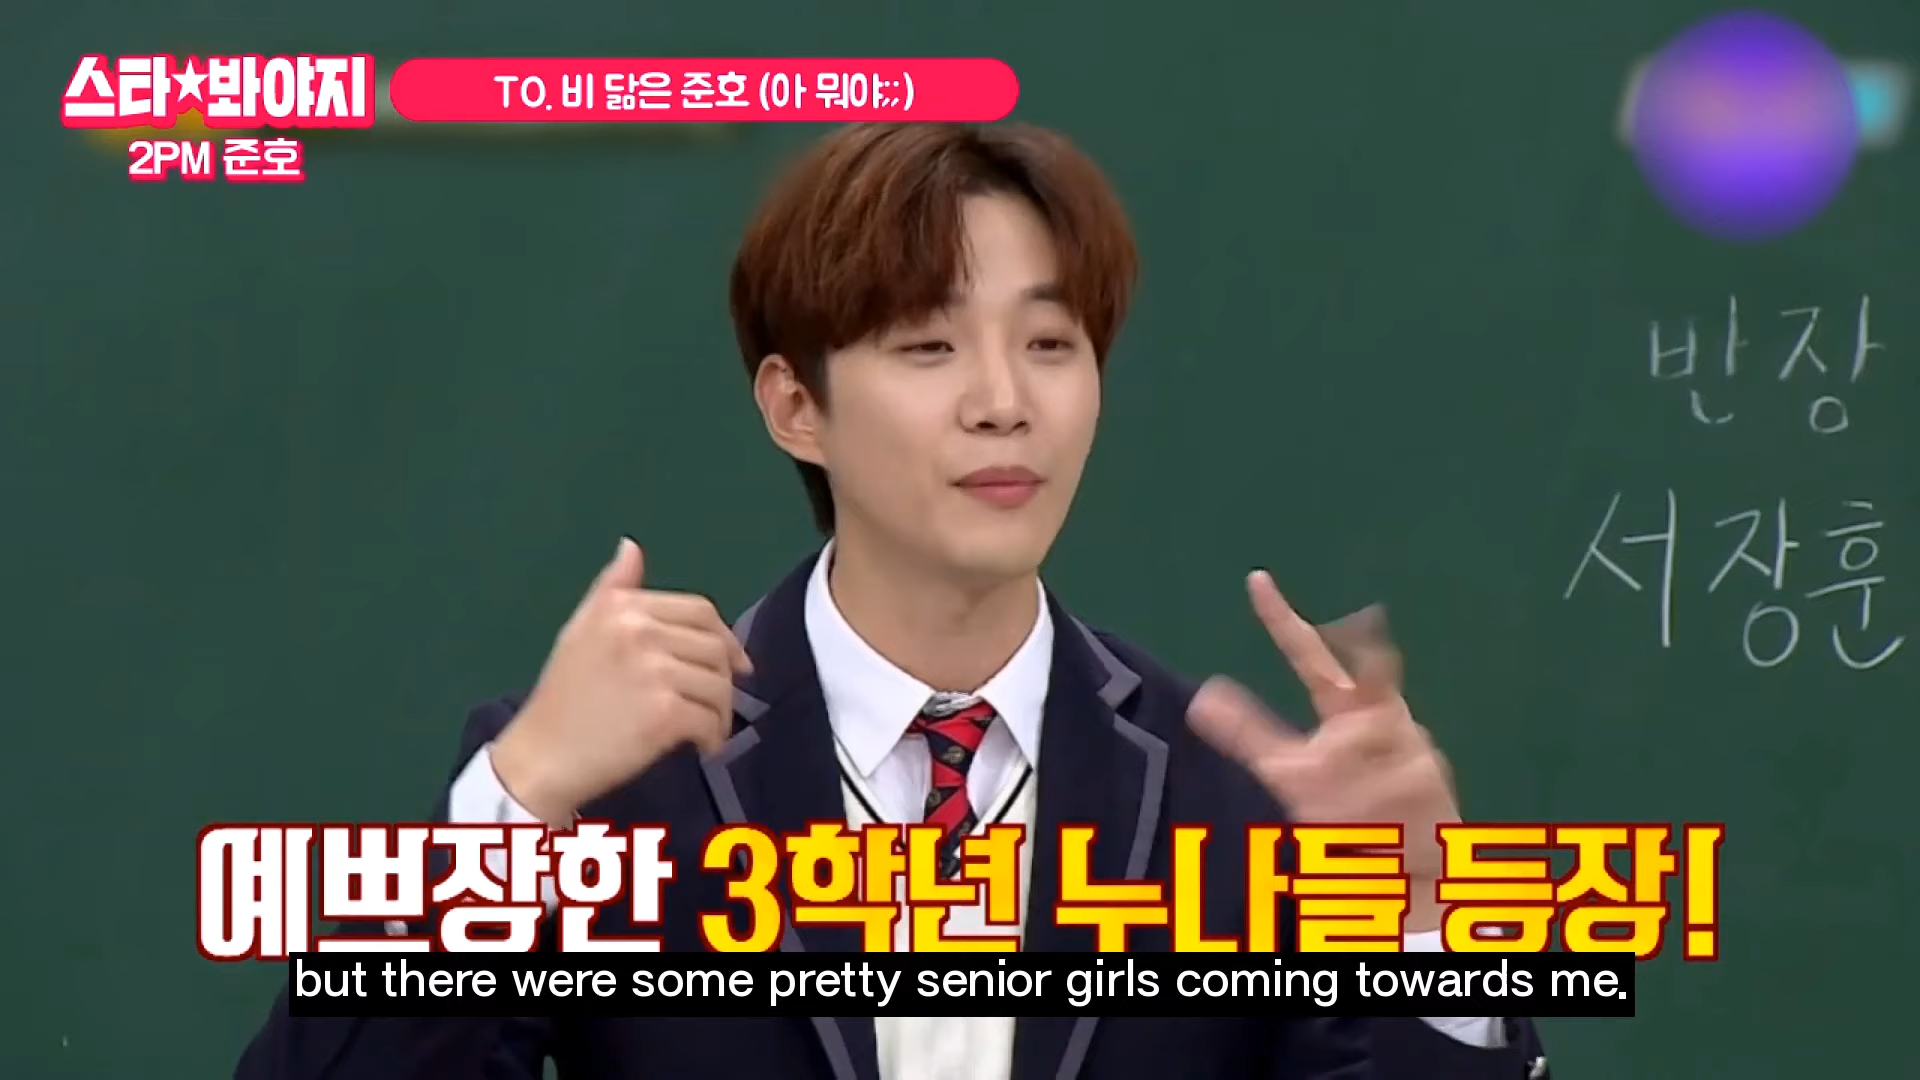 스타★봐야지
TO. 비 닮은 준호 (아 뭐야;;)
2PM 준호
반장
서장훈
예쁘장한 3학년 누나들 등장!
but there were some pretty senior girls coming towards me.